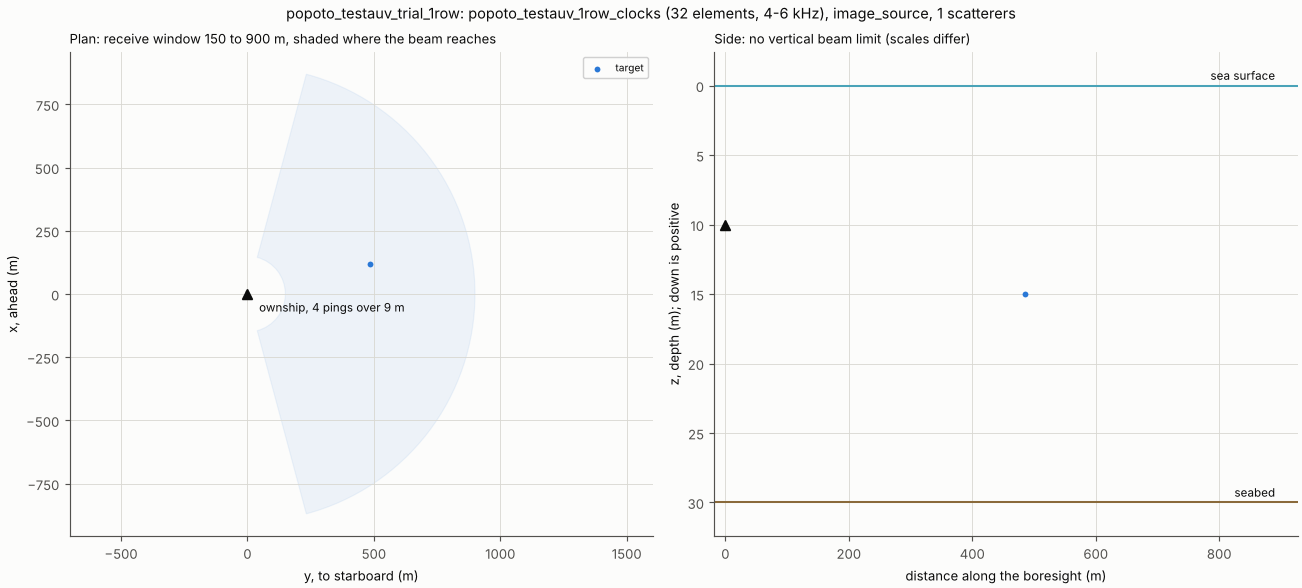 popoto_testauv_trial_1row: popoto_testauv_1row_clocks (32 elements, 4-6 kHz), image_source, 1 scatterers
Plan: receive window 150 to 900 m, shaded where the beam reaches
target
ownship, 4 pings over 9 m
750
500
250
0
−250
−500
−750
x, ahead (m)
−500
0
500
1000
1500
y, to starboard (m)
Side: no vertical beam limit (scales differ)
sea surface
seabed
0
5
10
15
20
25
30
z, depth (m); down is positive
0
200
400
600
800
distance along the boresight (m)